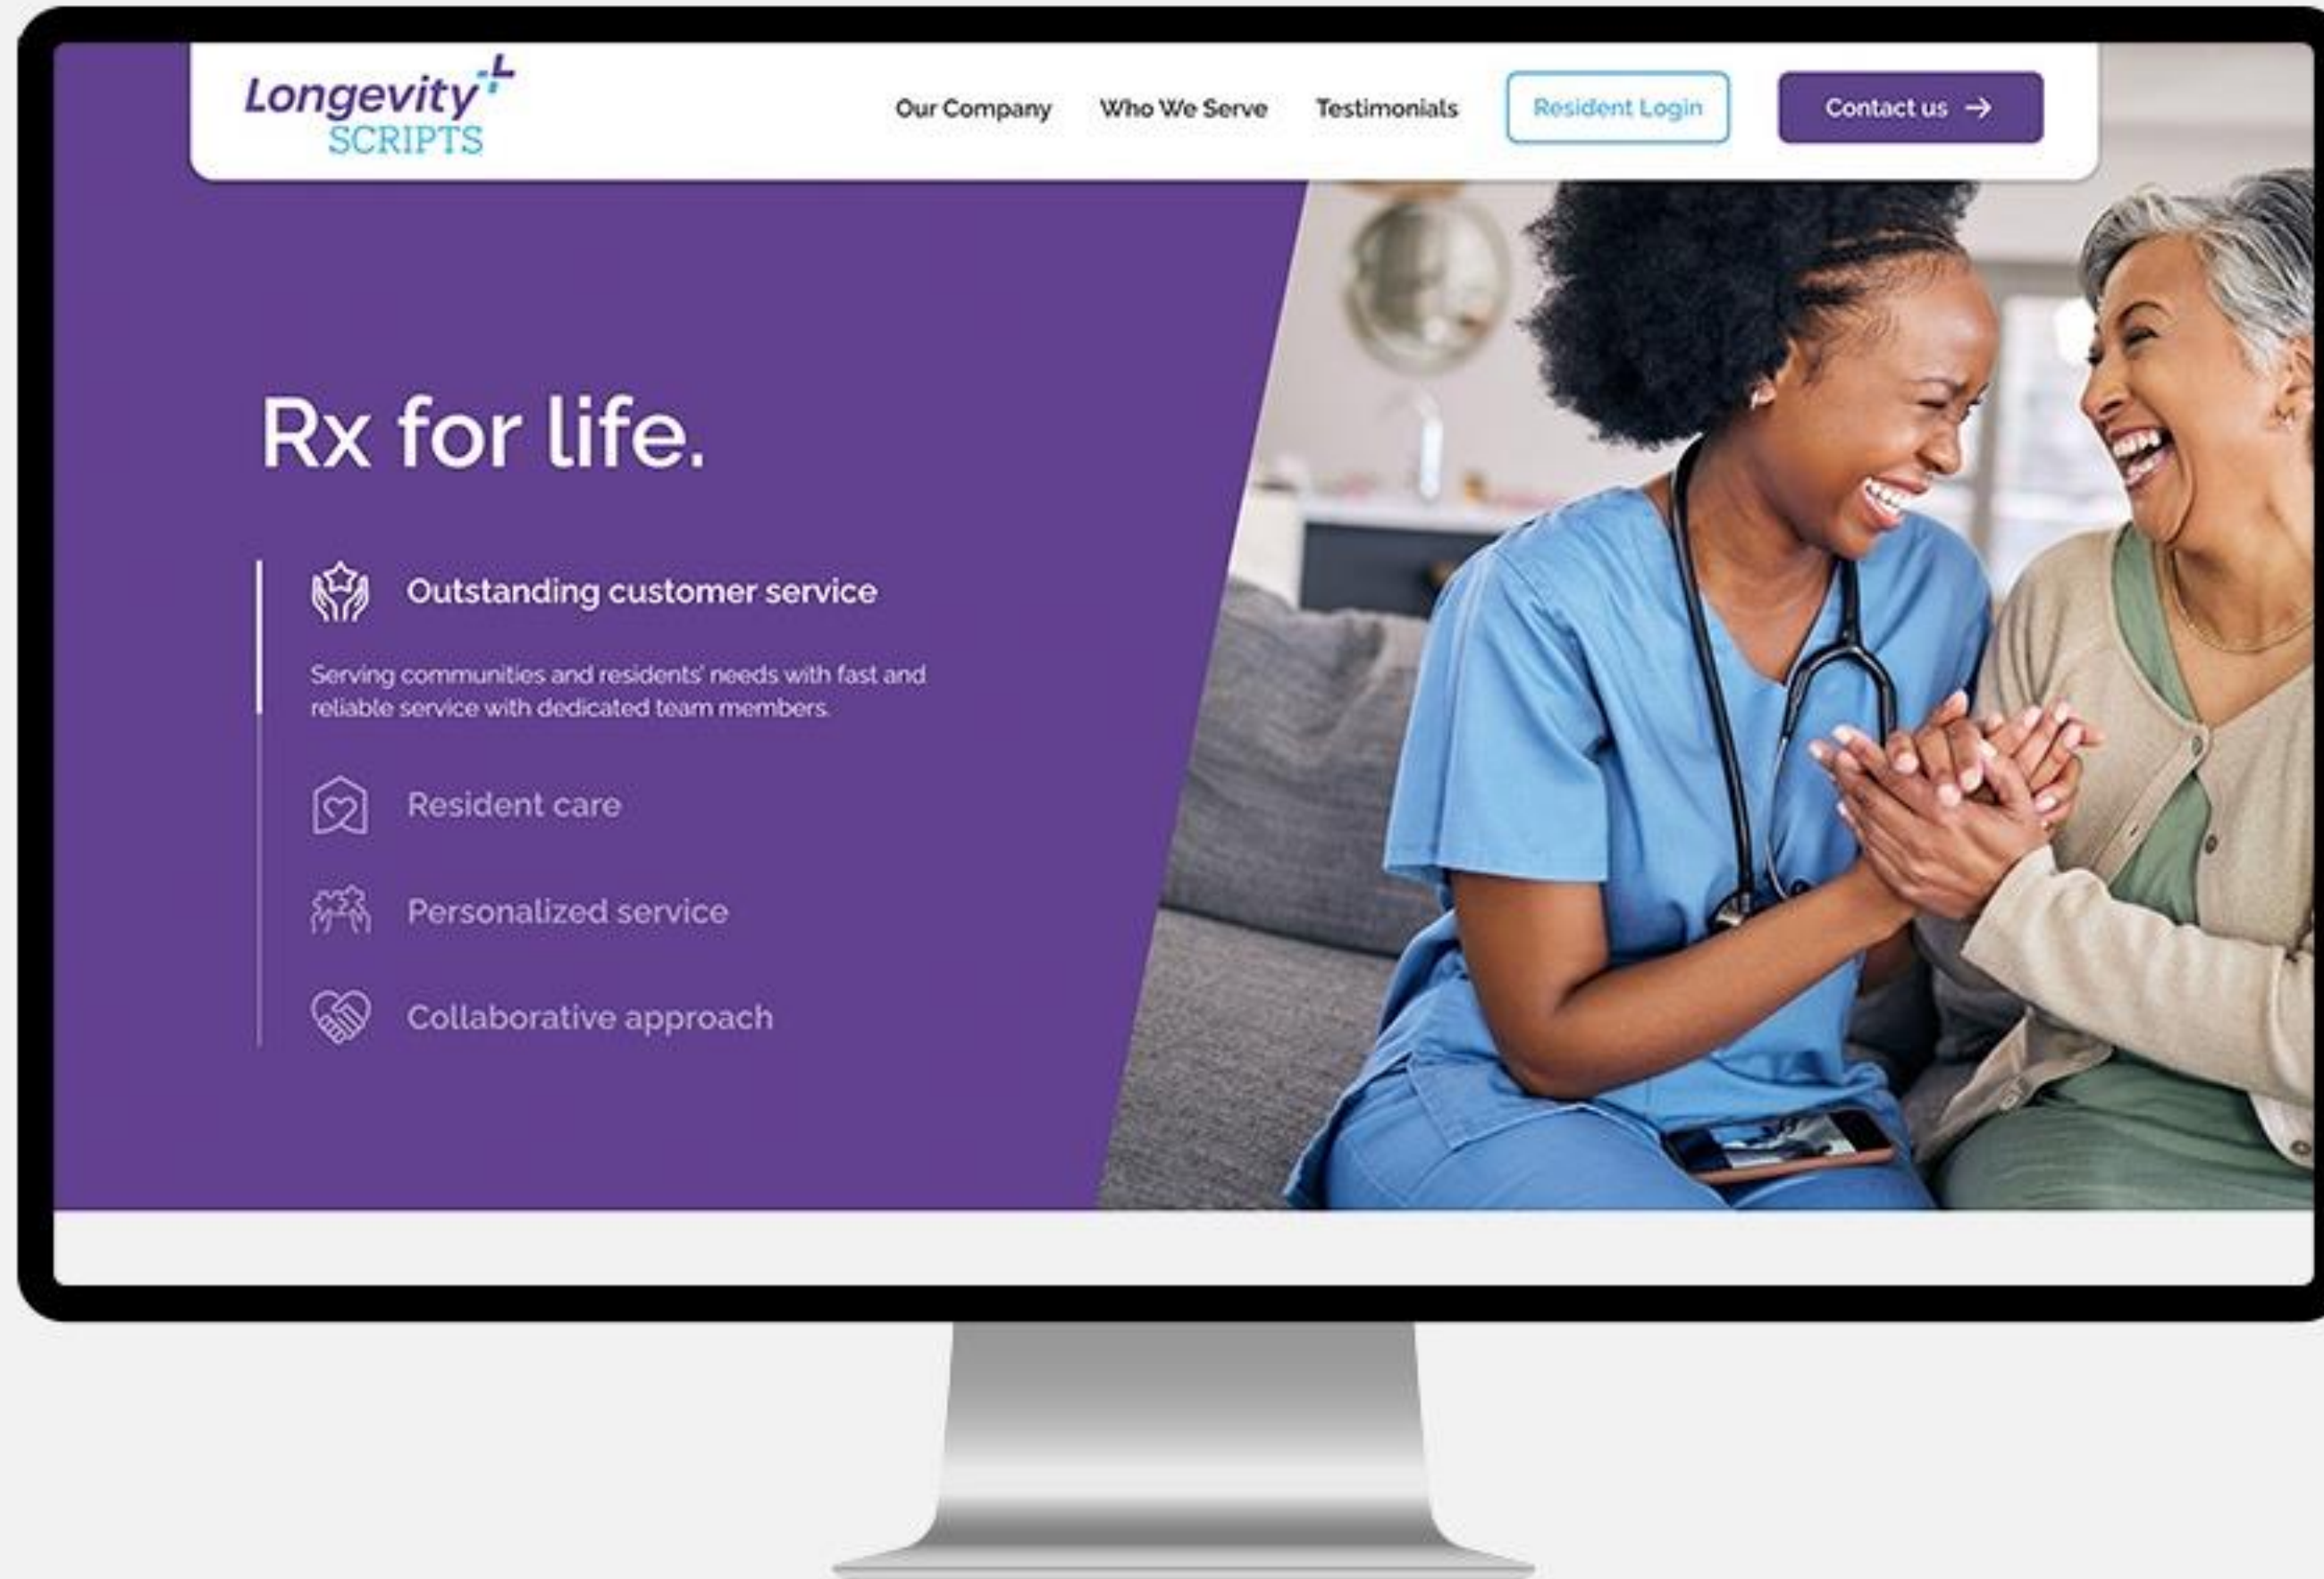 Longevity
SCRIPTS
Our Company
Who We Serve
Testimonials
Resident Login
Contact us →
Rx for life.
Outstanding customer service
Serving communities and residents' needs with fast and
reliable service with dedicated team members.
Resident care
Personalized service
Collaborative approach